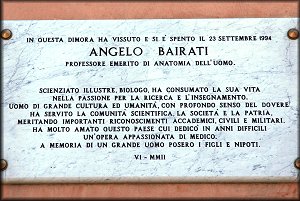 IN QUESTA DIMORA HA VISSUTO E SI È SPENTO IL 23 SETTEMBRE 1994
ANGELO BAIRATI
PROFESSORE EMERITO DI ANATOMIA DELL'UOMO.
SCIENZIATO ILLUSTRE, BIOLOGO, HA CONSUMATO LA SUA VITA
NELLA PASSIONE PER LA RICERCA E L'INSEGNAMENTO.
UOMO DI GRANDE CULTURA ED UMANITÀ, CON PROFONDO SENSO DEL DOVERE
HA SERVITO LA COMUNITÀ SCIENTIFICA, LA SOCIETÀ E LA PATRIA,
MERITANDO IMPORTANTI RICONOSCIMENTI ACCADEMICI, CIVILI E MILITARI.
HA MOLTO AMATO QUESTO PAESE CUI DEDICÒ IN ANNI DIFFICILI
UN'OPERA APPASSIONATA DI MEDICO.
A MEMORIA DI UN GRANDE UOMO POSERO I FIGLI E NIPOTI.
VI - MMII